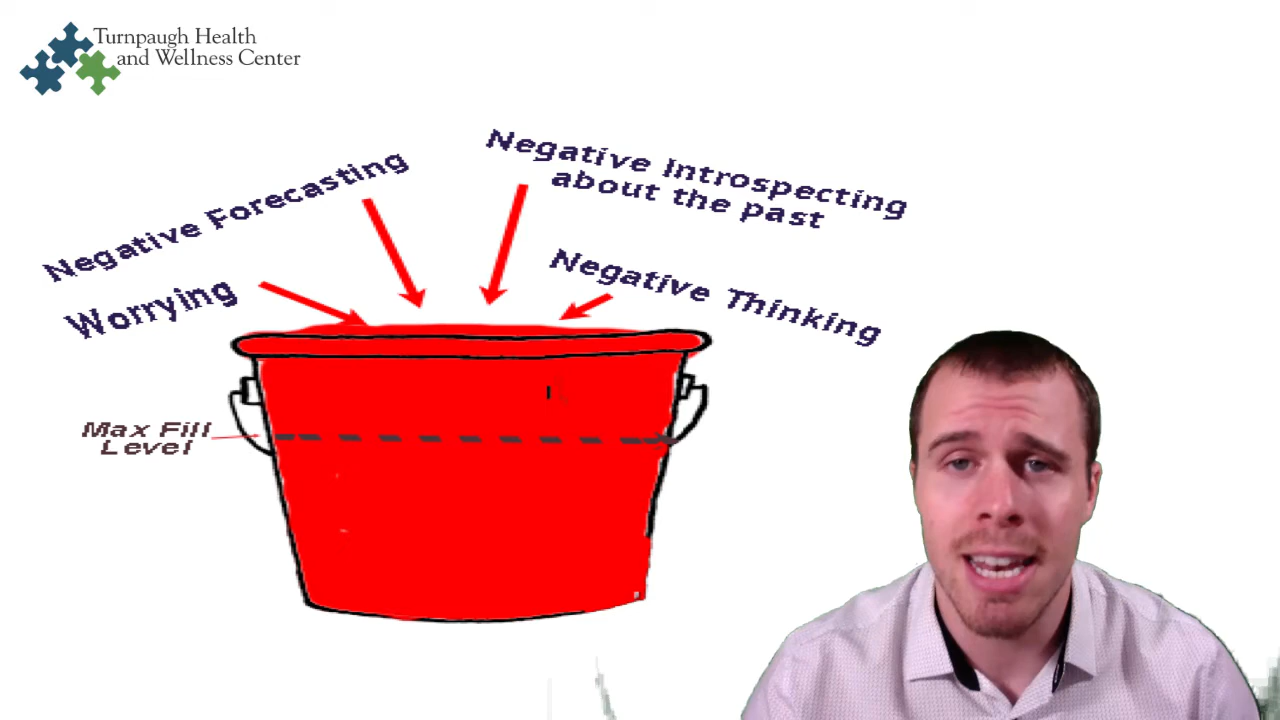 Turnpaugh Health
and Wellness Center
Negative Introspecting
about the past
Negative Forecasting
Worrying
Negative Thinking
Max Fill
Level